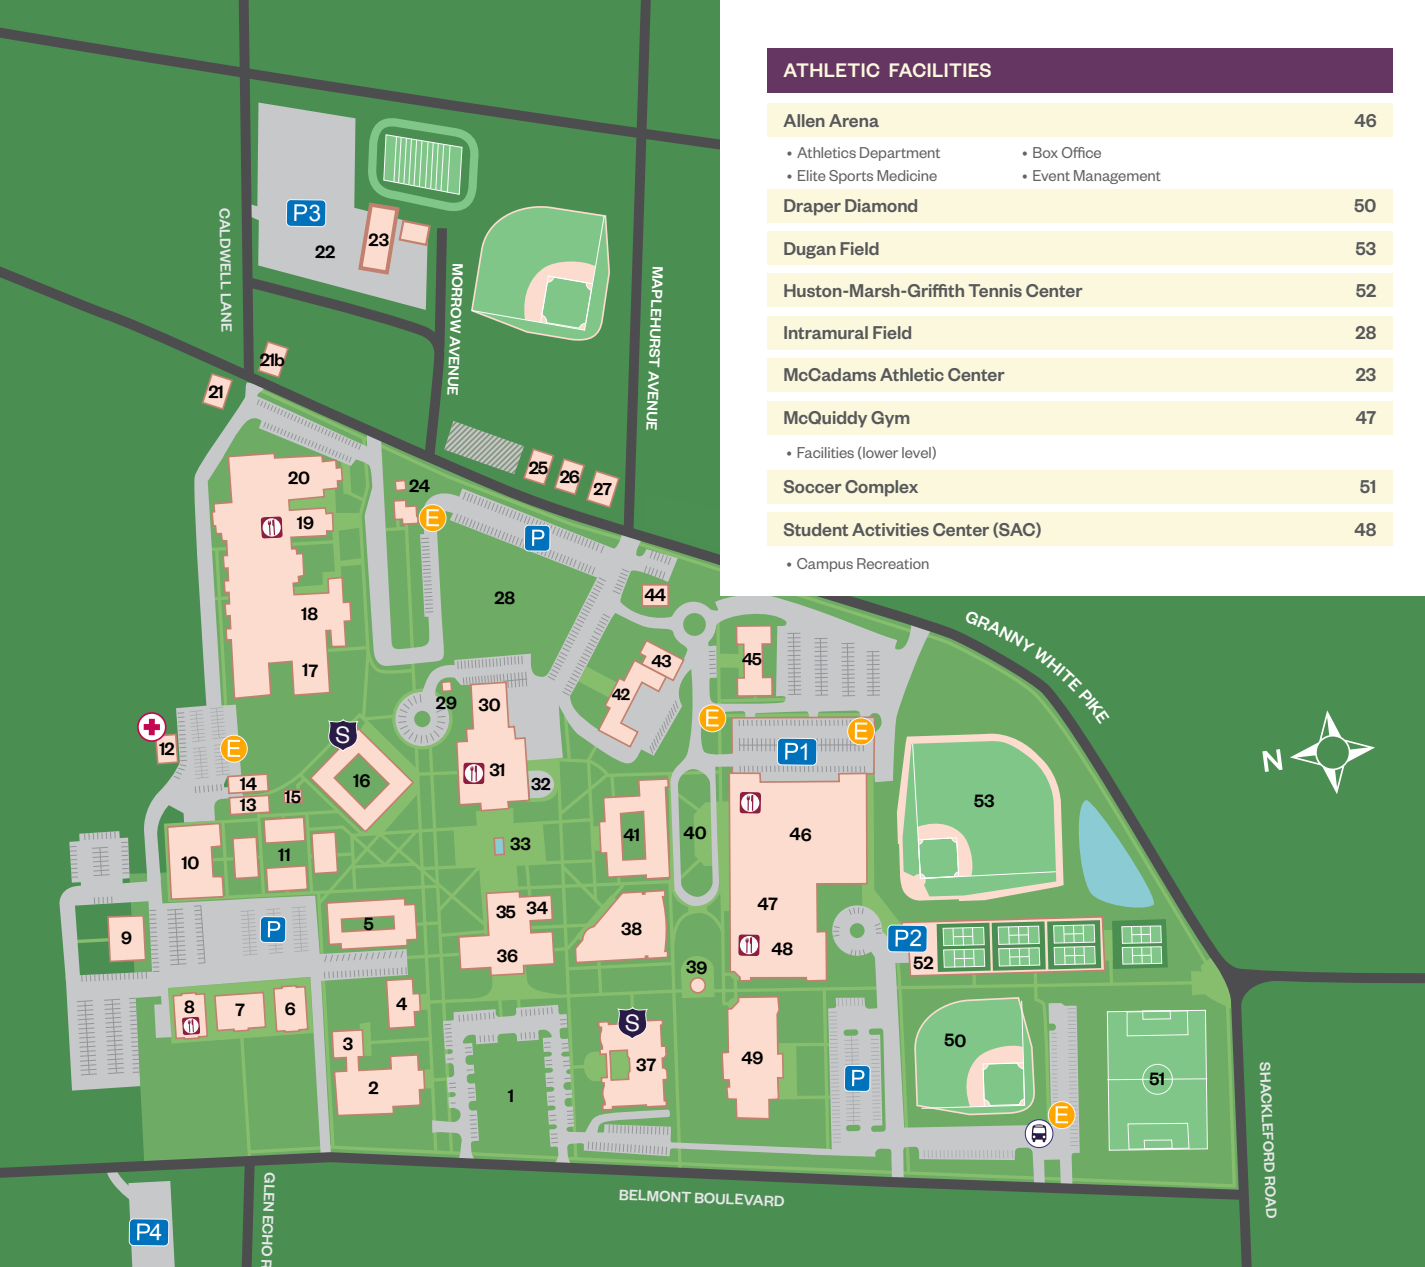 ATHLETIC FACILITIES
Allen Arena 46
• Athletics Department • Box Office
• Elite Sports Medicine • Event Management
Draper Diamond 50
Dugan Field 53
Huston-Marsh-Griffith Tennis Center 52
Intramural Field 28
McCadams Athletic Center 23
McQuiddy Gym 47
• Facilities (lower level)
Soccer Complex 51
Student Activities Center (SAC) 48
• Campus Recreation
P3
22
23
CALDWELL LANE
MORROW AVENUE
MAPLEHURST AVENUE
21b
21
20
19
18
17
24
E
25
26
27
P
28
44
43
42
45
GRANNY WHITE PIKE
N
12
E
S
16
14
13
15
29
30
31
32
33
E
E
P1
53
10
11
41
40
46
9
P
5
35
34
36
38
47
48
39
P2
52
8
7
6
4
3
2
1
S
37
49
P
50
51
E
SHACKLEFORD ROAD
BELMONT BOULEVARD
GLEN ECHO R
P4